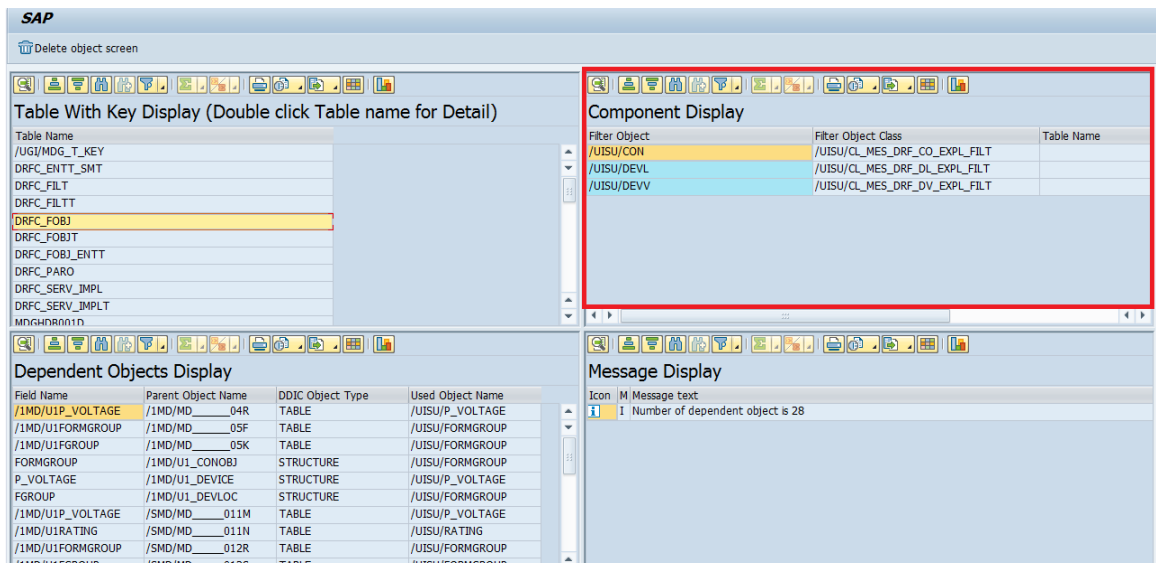 SAP
Delete object screen
Table With Key Display (Double click Table name for Detail)
Table Name
/UGI/MDG_T_KEY
DRFC_ENTT_SMT
DRFC_FILT
DRFC_FILTT
DRFC_FOBJ
DRFC_FOBJT
DRFC_FOBJ_ENTT
DRFC_PARO
DRFC_SERV_IMPL
DRFC_SERV_IMPLT
MDGHDB001D
Component Display
Filter Object Filter Object Class Table Name
/UISU/CON /UISU/CL_MES_DRF_CO_EXPL_FILT
/UISU/DEVL /UISU/CL_MES_DRF_DL_EXPL_FILT
/UISU/DEVV /UISU/CL_MES_DRF_DV_EXPL_FILT
Dependent Objects Display
Field Name Parent Object Name DDIC Object Type Used Object Name
/1MD/U1P_VOLTAGE /1MD/MD______04R TABLE /UISU/P_VOLTAGE
/1MD/U1FORMGROUP /1MD/MD______05F TABLE /UISU/FORMGROUP
/1MD/U1FGROUP /1MD/MD______05K TABLE /UISU/FORMGROUP
FORMGROUP /1MD/U1_CONOBJ STRUCTURE /UISU/FORMGROUP
P_VOLTAGE /1MD/U1_DEVICE STRUCTURE /UISU/P_VOLTAGE
FGROUP /1MD/U1_DEVLOC STRUCTURE /UISU/FORMGROUP
/1MD/U1P_VOLTAGE /SMD/MD_____011M TABLE /UISU/P_VOLTAGE
/1MD/U1RATING /SMD/MD_____011N TABLE /UISU/RATING
/1MD/U1FORMGROUP /SMD/MD_____012R TABLE /UISU/FORMGROUP
Message Display
Icon M Message text
I Number of dependent object is 28